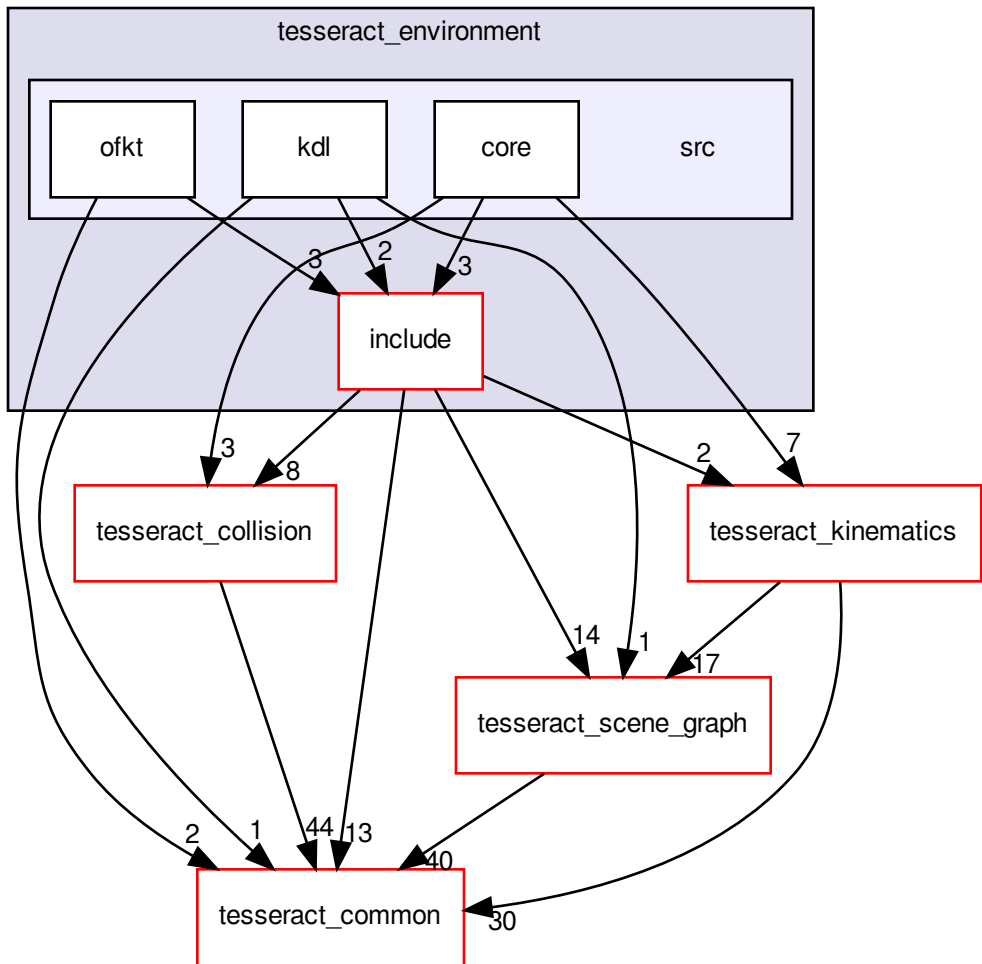 tesseract_environment
ofkt
kdl
core
src
3
2
3
include
3
8
2
7
tesseract_collision
tesseract_kinematics
14
1
17
tesseract_scene_graph
2
1
44
13
40
30
tesseract_common